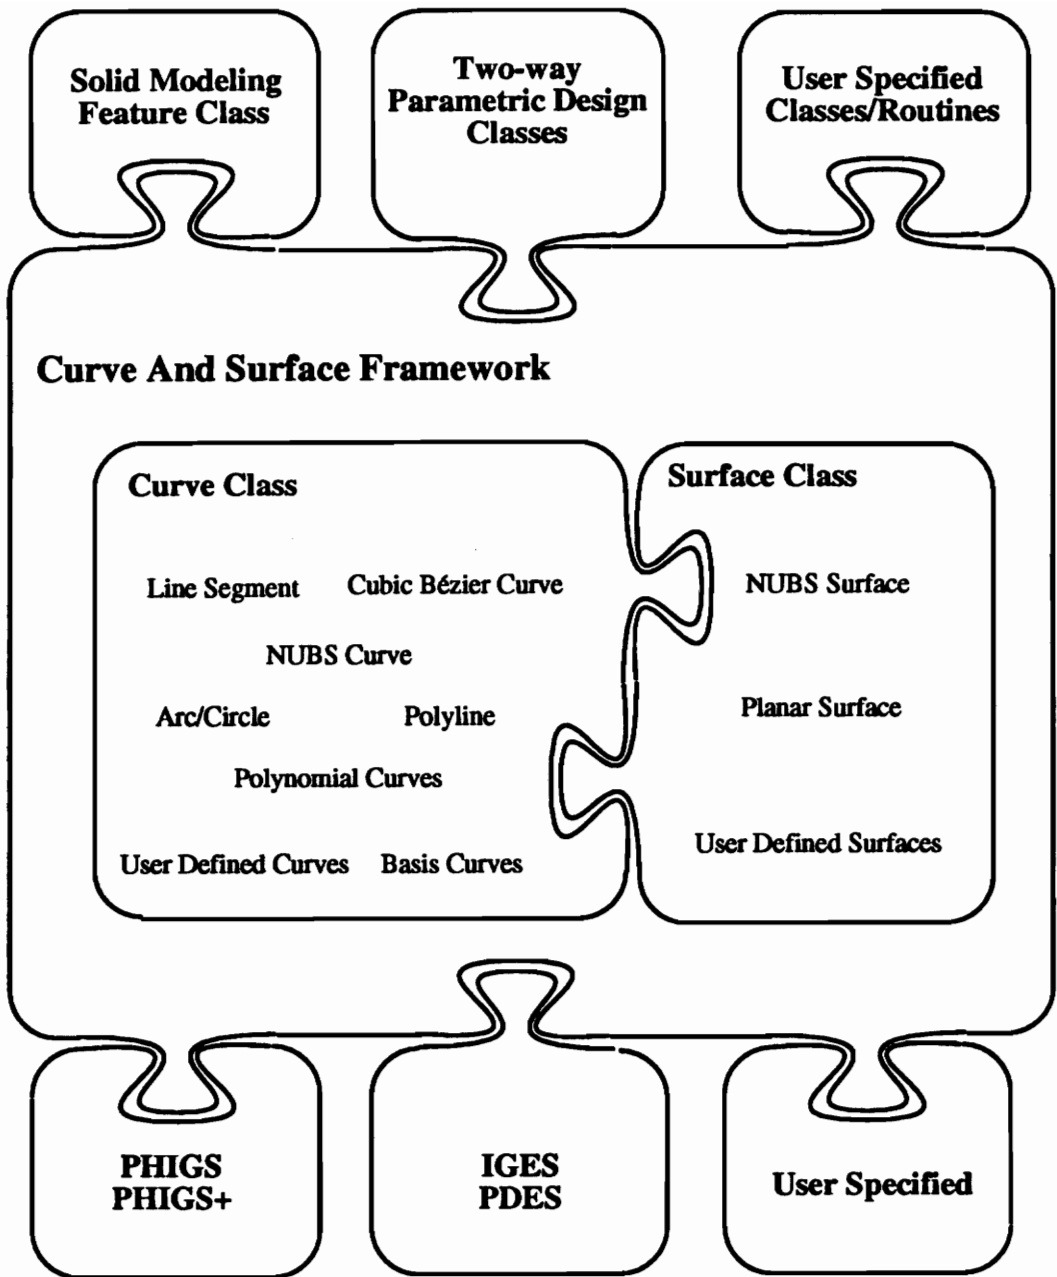 Solid Modeling
Feature Class
Two-way
Parametric Design
Classes
User Specified
Classes/Routines
Curve And Surface Framework
Curve Class
Line Segment
Cubic Bézier Curve
NUBS Curve
Arc/Circle
Polyline
Polynomial Curves
User Defined Curves
Basis Curves
Surface Class
NUBS Surface
Planar Surface
User Defined Surfaces
PHIGS
PHIGS+
IGES
PDES
User Specified